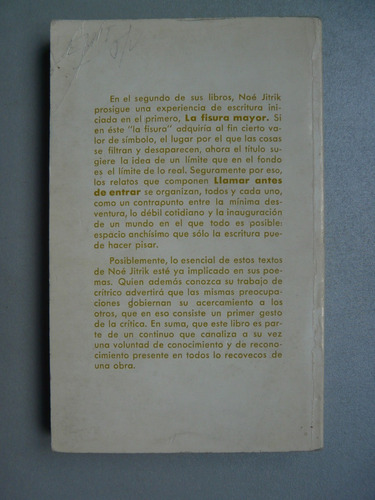 En el segundo de sus libros, Noé Jitrik
prosigue una experiencia de escritura ini-
ciada en el primero, La fisura mayor. Si
en éste "la fisura" adquiría al fin cierto va-
lor de símbolo, el lugar por el que las cosas
se filtran y desaparecen, ahora el título su-
giere la idea de un límite que en el fondo
es el límite de lo real. Seguramente por eso,
los relatos que componen Llamar antes
de entrar se organizan, todos y cada uno,
como un contrapunto entre la mínima des-
ventura, lo débil cotidiano y la inauguración
de un mundo en el que todo es posible:
espacio anchísimo que sólo la escritura pue-
de hacer pisar.
Posiblemente, lo esencial de estos textos
de Noé Jitrik esté ya implicado en sus poe-
mas. Quien además conozca su trabajo de
crítrico advertirá que las mismas preocupa-
ciones gobiernan su acercamiento a los
otros, que en eso consiste un primer gesto
de la crítica. En suma, que este libro es par-
te de un continuo que canaliza a su vez
una voluntad de conocimiento y de recono-
cimiento presente en todos lo recovecos de
una obra.